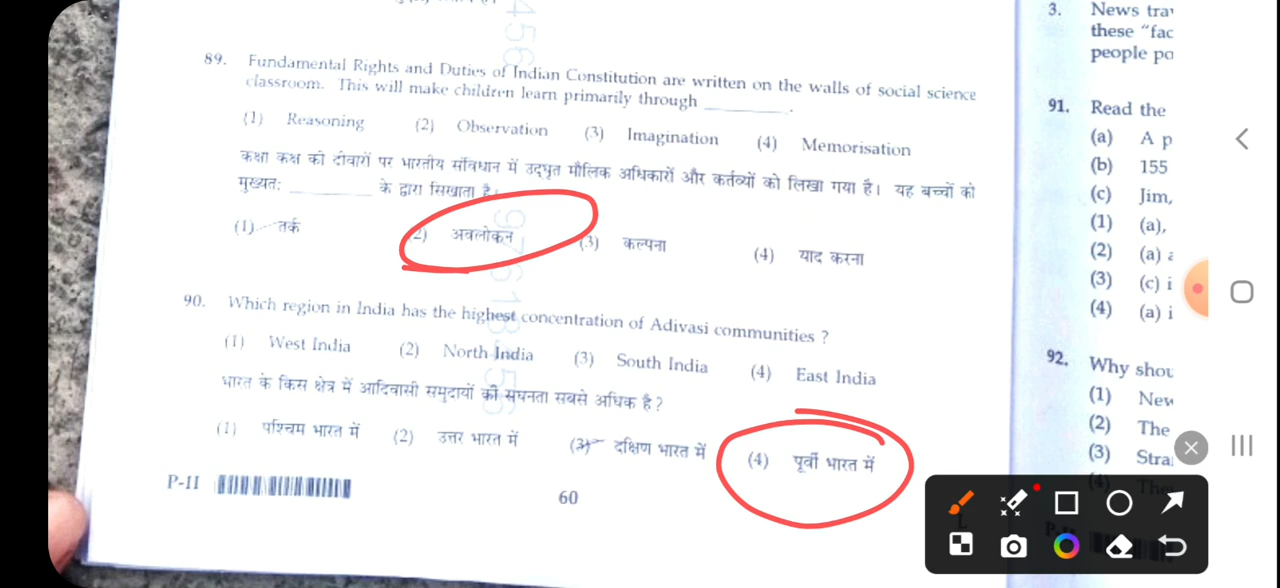 89. Fundamental Rights and Duties of Indian Constitution are written on the walls of social science
classroom. This will make children learn primarily through ________.
(1) Reasoning (2) Observation (3) Imagination (4) Memorisation
कक्षा कक्ष की दीवारों पर भारतीय संविधान में उद्धृत मौलिक अधिकारों और कर्तव्यों को लिखा गया है। यह बच्चों को
मुख्यत: ________ के द्वारा सिखाता है।
(1) तर्क (2) अवलोकन (3) कल्पना (4) याद करना
90. Which region in India has the highest concentration of Adivasi communities ?
(1) West India (2) North India (3) South India (4) East India
भारत के किस क्षेत्र में आदिवासी समुदायों की सघनता सबसे अधिक है?
(1) पश्चिम भारत में (2) उत्तर भारत में (3) दक्षिण भारत में (4) पूर्वी भारत में
P-II 60
3. News
these "fac
people po
91. Read the
(a) A p
(b) 155
(c) Jim,
(1) (a),
(2) (a)
(3) (c) i
(4) (a) i
92. Why
(1)
(2) The
(3)
(4)